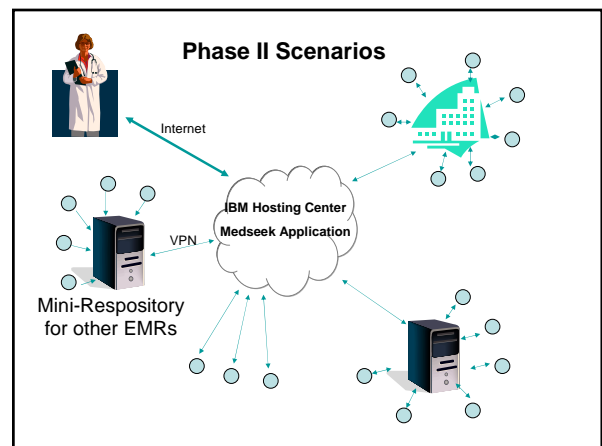 Phase II Scenarios
Internet
IBM Hosting Center
Medseek Application
VPN
Mini-Respository
for other EMRs